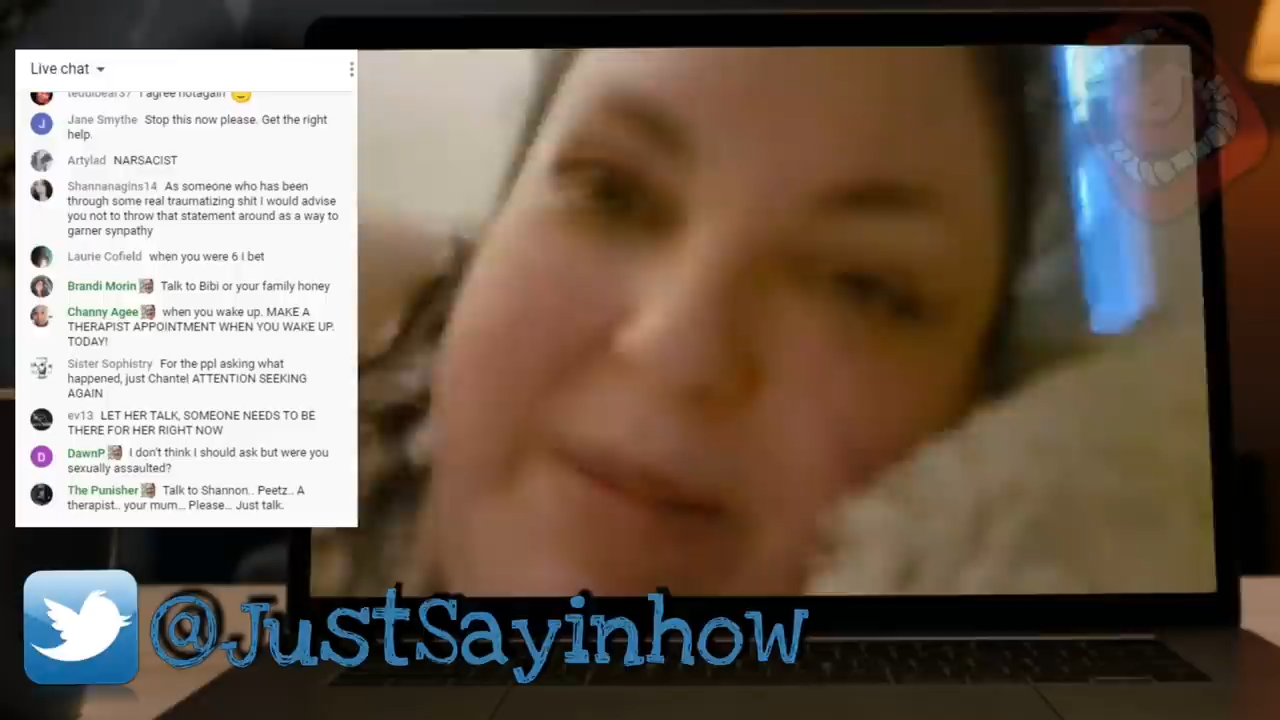 Live chat
teddibear37 I agree notagain
Jane Smythe Stop this now please. Get the right
help.
Artylad NARSACIST
Shannanagins14 As someone who has been
through some real traumatizing shit I would advise
you not to throw that statement around as a way to
garner synpathy
Laurie Cofield when you were 6 I bet
Brandi Morin Talk to Bibi or your family honey
Channy Agee when you wake up. MAKE A
THERAPIST APPOINTMENT WHEN YOU WAKE UP.
TODAY!
Sister Sophistry For the ppl asking what
happened, just Chantel ATTENTION SEEKING
AGAIN
ev13 LET HER TALK, SOMEONE NEEDS TO BE
THERE FOR HER RIGHT NOW
D
DawnP I don't think I should ask but were you
sexually assaulted?
The Punisher Talk to Shannon.. Peetz.. A
therapist.. your mum... Please... Just talk.
@JustSayinhow